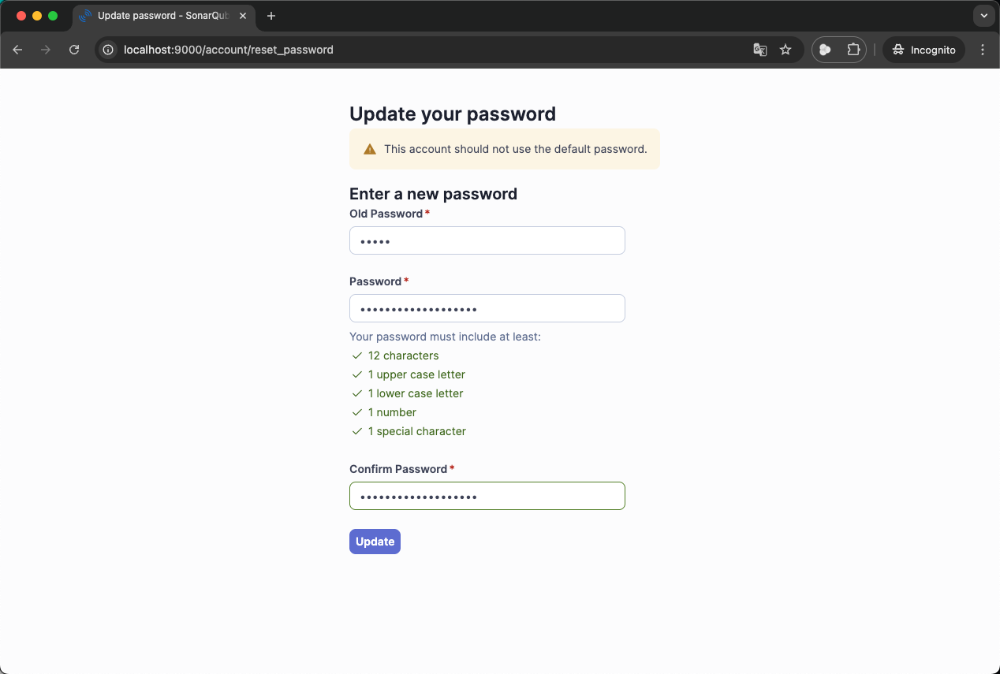 Update password - SonarQub
localhost:9000/account/reset_password
Incognito
Update your password
This account should not use the default password.
Enter a new password
Old Password*
•••••
Password*
•••••••••••••••••••
Your password must include at least:
12 characters
1 upper case letter
1 lower case letter
1 number
1 special character
Confirm Password*
•••••••••••••••••••
Update